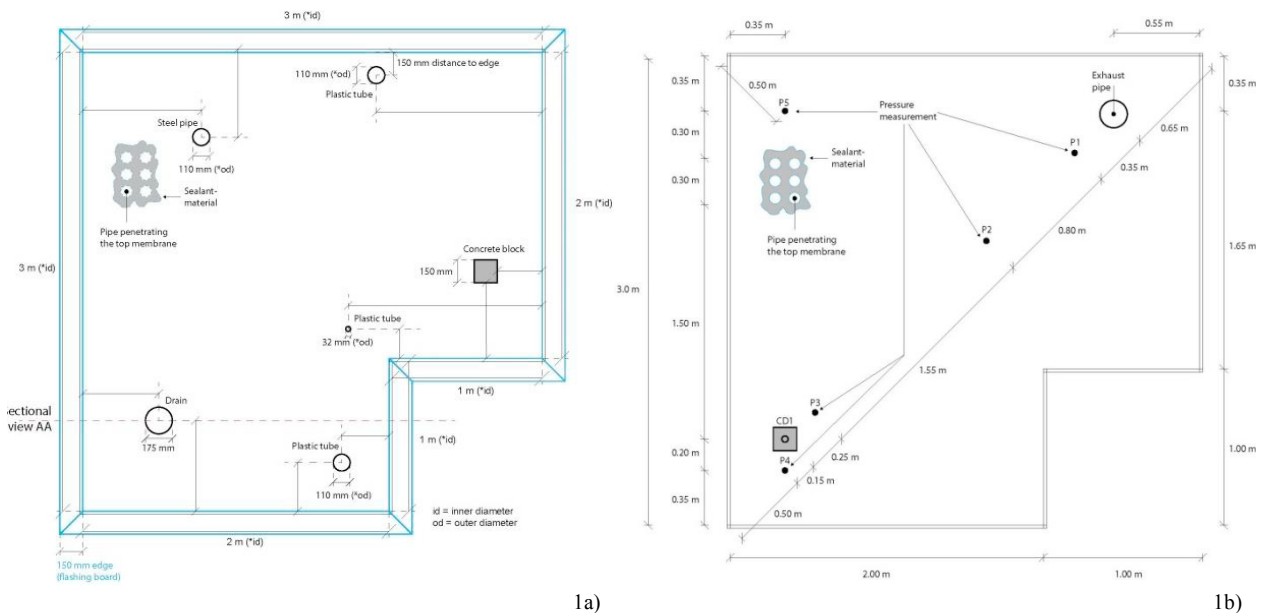 3 m (*id)
110 mm (*od)
Plastic tube
150 mm distance to edge
Steel pipe
110 mm (*od)
Sealant-
material
Pipe penetrating
the top membrane
2 m (*id)
3 m (*id)
Concrete block
150 mm
Plastic tube
32 mm (*od)
1 m (*id)
Drain
ectional
view AA
175 mm
1 m (*id)
Plastic tube
110 mm (*od)
id = inner diameter
od = outer diameter
2 m (*id)
150 mm edge
(flashing board)
1a)
0.35 m
0.55 m
0.35 m
0.50 m
P5
Pressure
measurement
Exhaust
pipe
0.35 m
0.65 m
0.30 m
P1
Sealant-
material
0.35 m
0.30 m
Pipe penetrating
the top membrane
P2
0.80 m
1.65 m
3.0 m
1.50 m
1.55 m
P3
CD1
0.20 m
P4
0.25 m
0.15 m
1.00 m
0.35 m
0.50 m
2.00 m
1.00 m
1b)